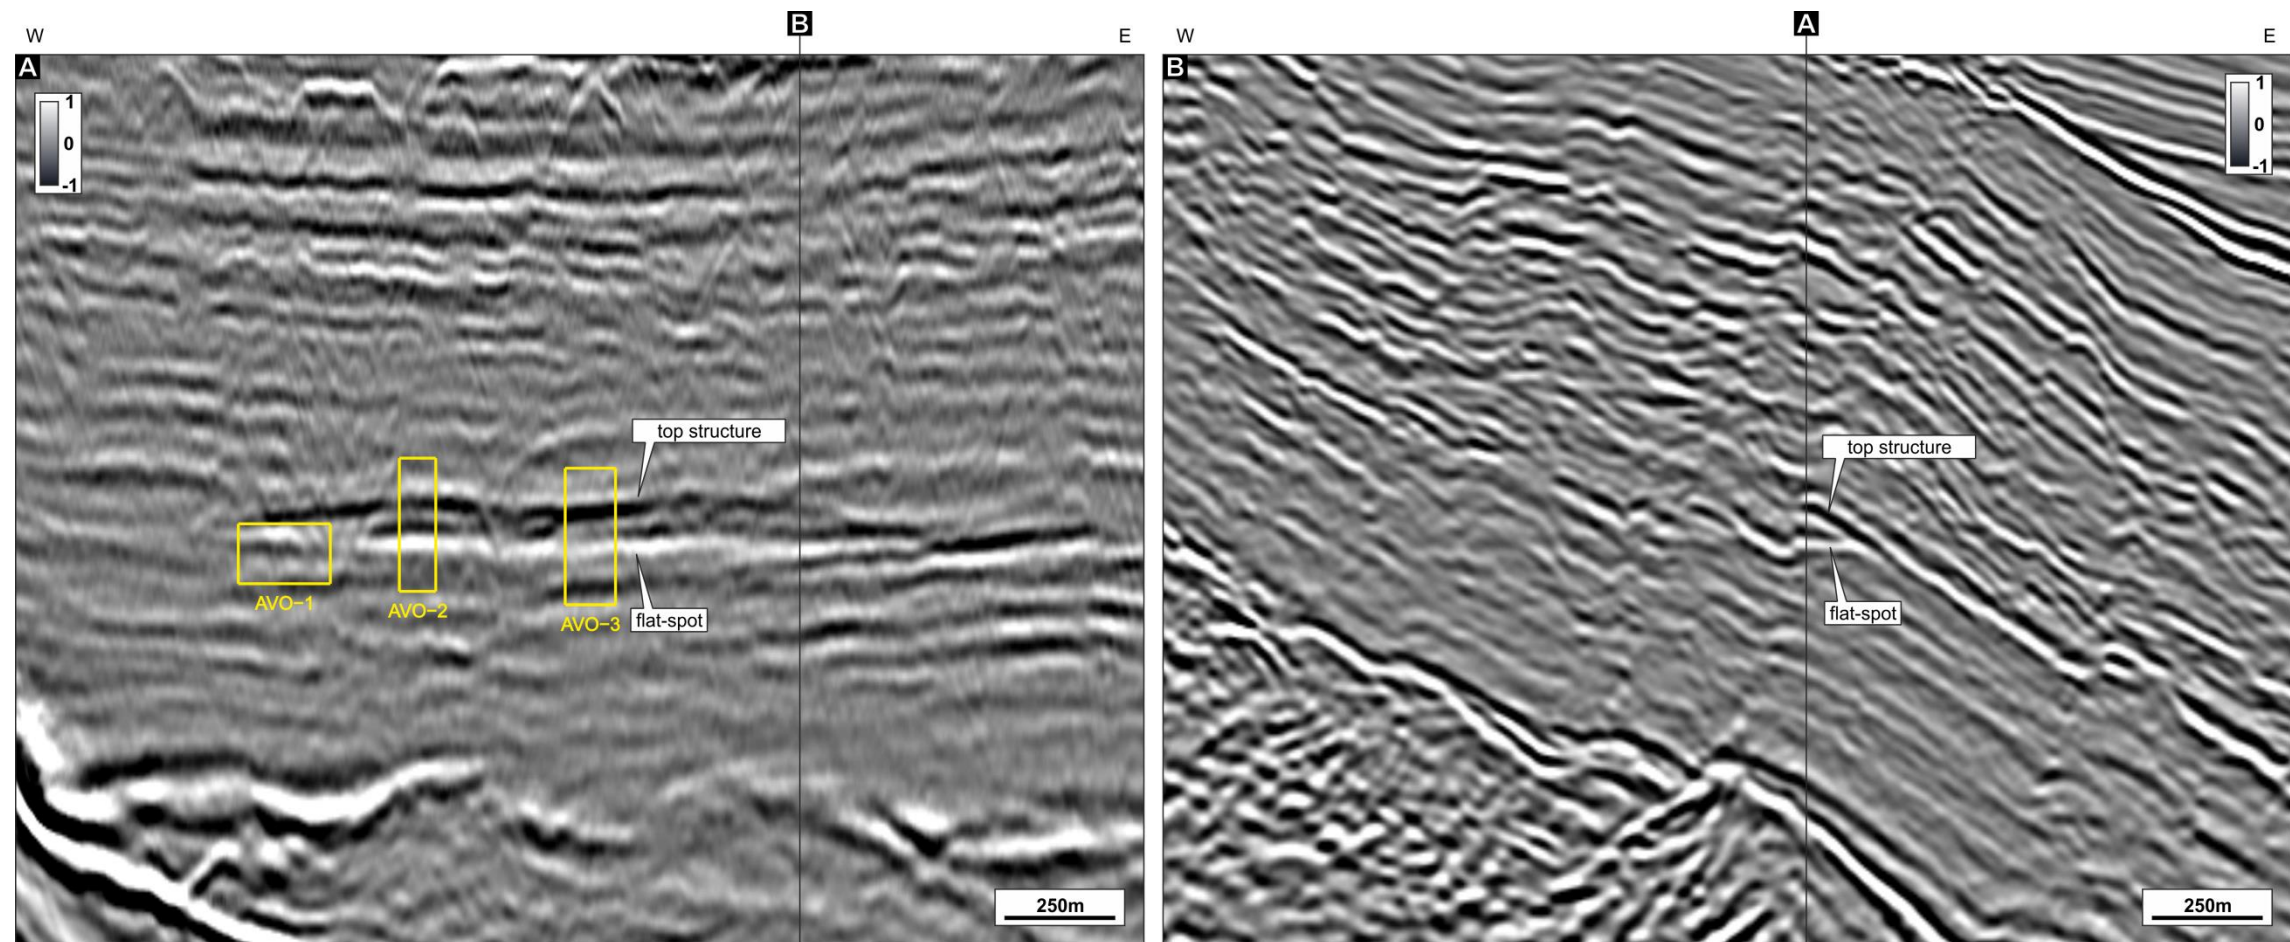 B
A
W
E
W
E
A
B
1
0
-1
1
0
-1
top structure
top structure
AVO-1
AVO-2
AVO-3
flat-spot
flat-spot
250m
250m